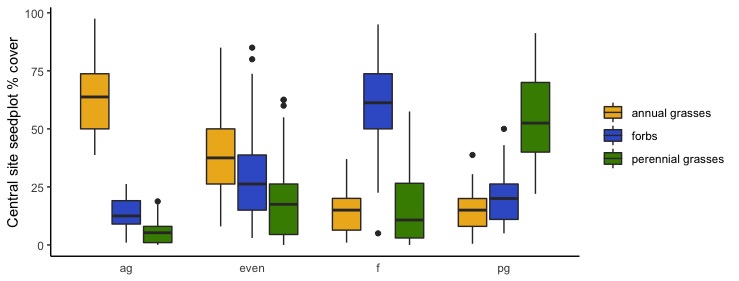 Central site seedplot % cover
100
75
50
25
0
ag
even
f
pg
annual grasses
forbs
perennial grasses